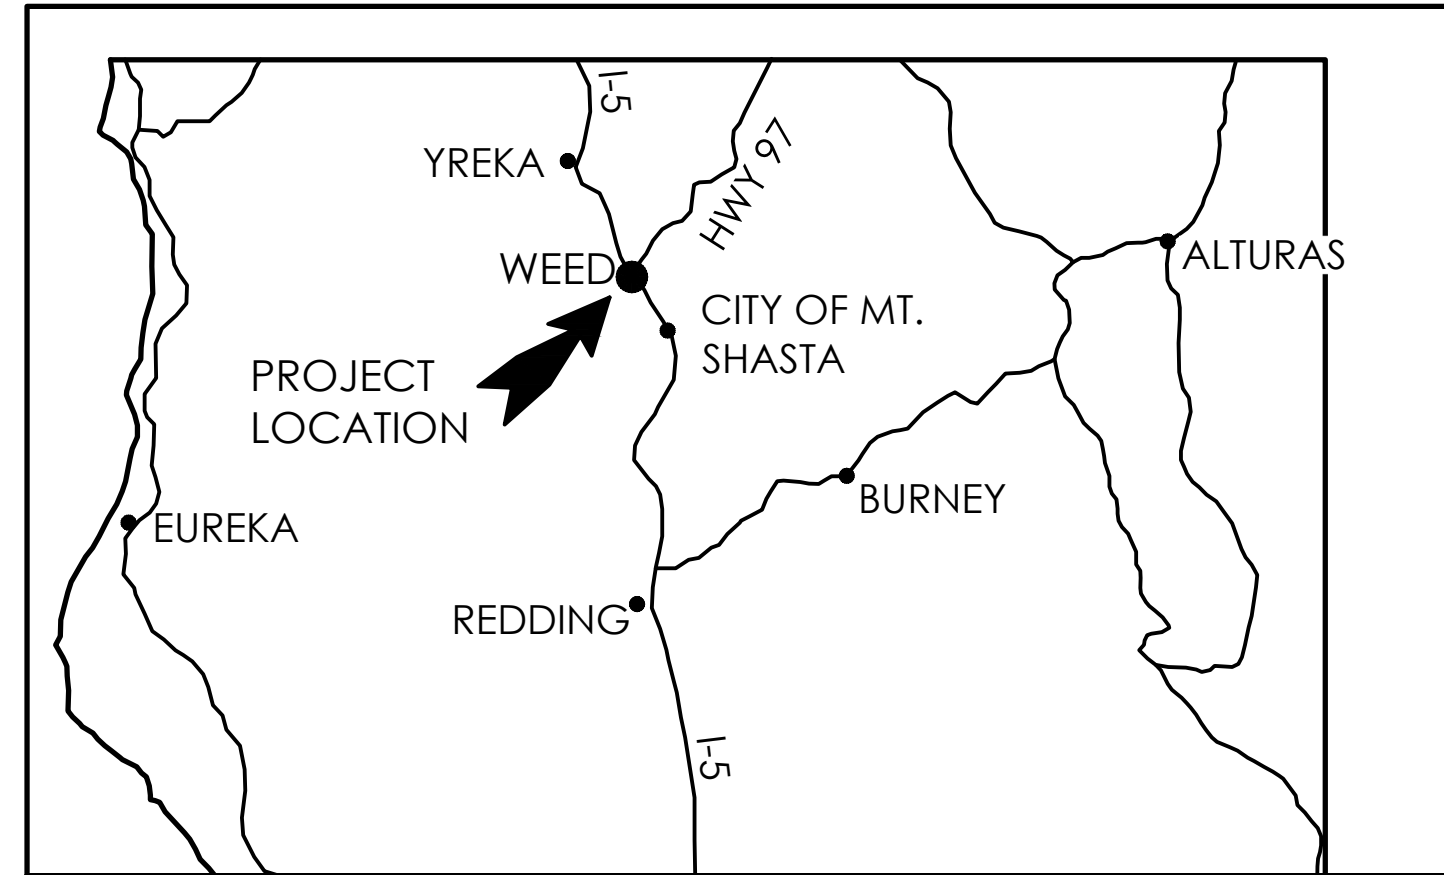 I-5
YREKA
HWY 97
WEED
ALTURAS
CITY OF MT.
SHASTA
PROJECT
LOCATION
BURNEY
EUREKA
REDDING
I-5